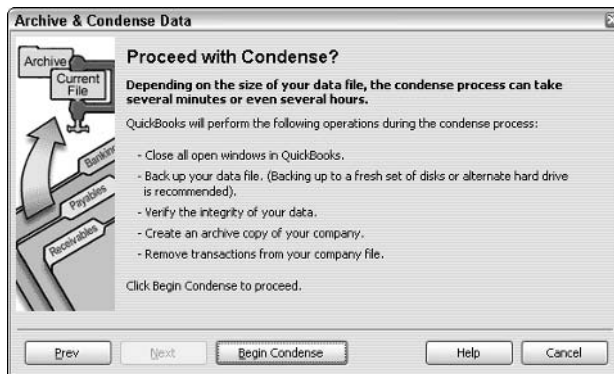 Archive & Condense Data
Archive
Current
File
Banking
Payables
Receivables
Proceed with Condense?
Depending on the size of your data file, the condense process can take
several minutes or even several hours.
QuickBooks will perform the following operations during the condense process:
- Close all open windows in QuickBooks.
- Back up your data file. (Backing up to a fresh set of disks or alternate hard drive
is recommended).
- Verify the integrity of your data.
- Create an archive copy of your company.
- Remove transactions from your company file.
Click Begin Condense to proceed.
Prev
Next
Begin Condense
Help
Cancel